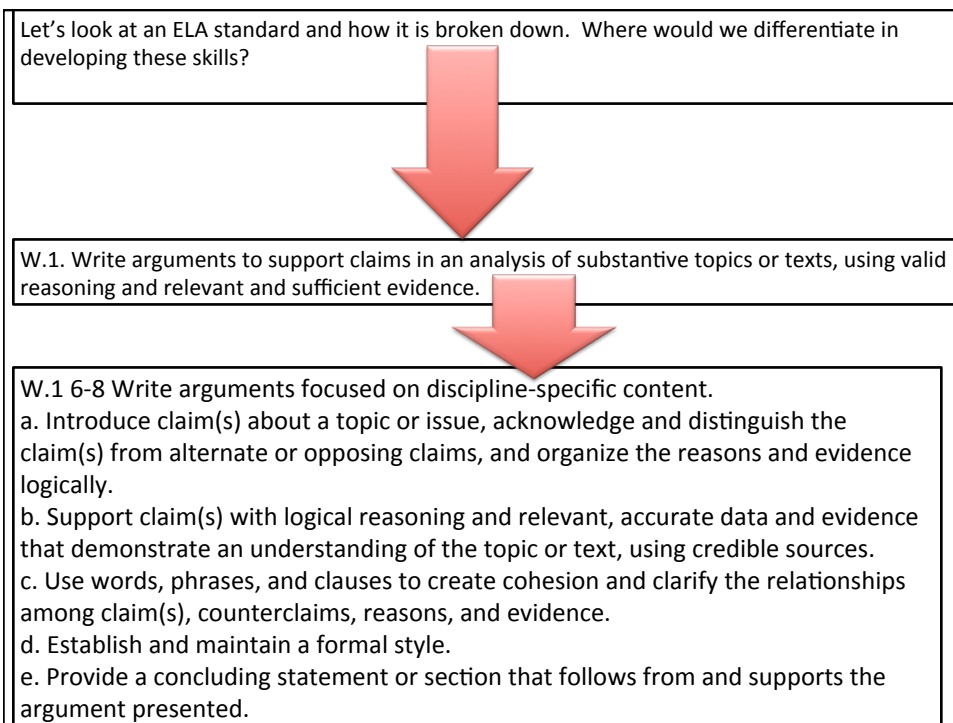 Let’s look at an ELA standard and how it is broken down.  Where would we differentiate in
developing these skills?
W.1. Write arguments to support claims in an analysis of substantive topics or texts, using valid
reasoning and relevant and sufficient evidence.
W.1 6-8 Write arguments focused on discipline-specific content.
a. Introduce claim(s) about a topic or issue, acknowledge and distinguish the
claim(s) from alternate or opposing claims, and organize the reasons and evidence
logically.
b. Support claim(s) with logical reasoning and relevant, accurate data and evidence
that demonstrate an understanding of the topic or text, using credible sources.
c. Use words, phrases, and clauses to create cohesion and clarify the relationships
among claim(s), counterclaims, reasons, and evidence.
d. Establish and maintain a formal style.
e. Provide a concluding statement or section that follows from and supports the
argument presented.